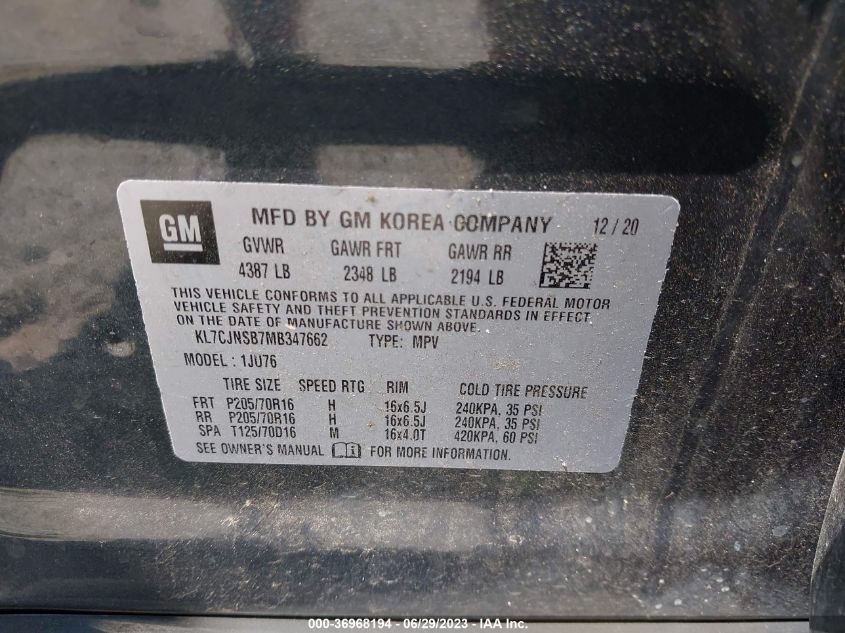 GM MFD BY GM KOREA COMPANY 12 / 20
GVWR GAWR FRT GAWR RR
4387 LB 2348 LB 2194 LB
THIS VEHICLE CONFORMS TO ALL APPLICABLE U.S. FEDERAL MOTOR
VEHICLE SAFETY AND THEFT PREVENTION STANDARDS IN EFFECT
ON THE DATE OF MANUFACTURE SHOWN ABOVE.
KL7CJNSB7MB347662 TYPE: MPV
MODEL : 1JU76
TIRE SIZE SPEED RTG RIM COLD TIRE PRESSURE
FRT P205/70R16 H 16x6.5J 240KPA, 35 PSI
RR P205/70R16 H 16x6.5J 240KPA, 35 PSI
SPA T125/70D16 M 16x4.0T 420KPA, 60 PSI
SEE OWNER'S MANUAL FOR MORE INFORMATION.
000-36968194 - 06/29/2023 - IAA Inc.